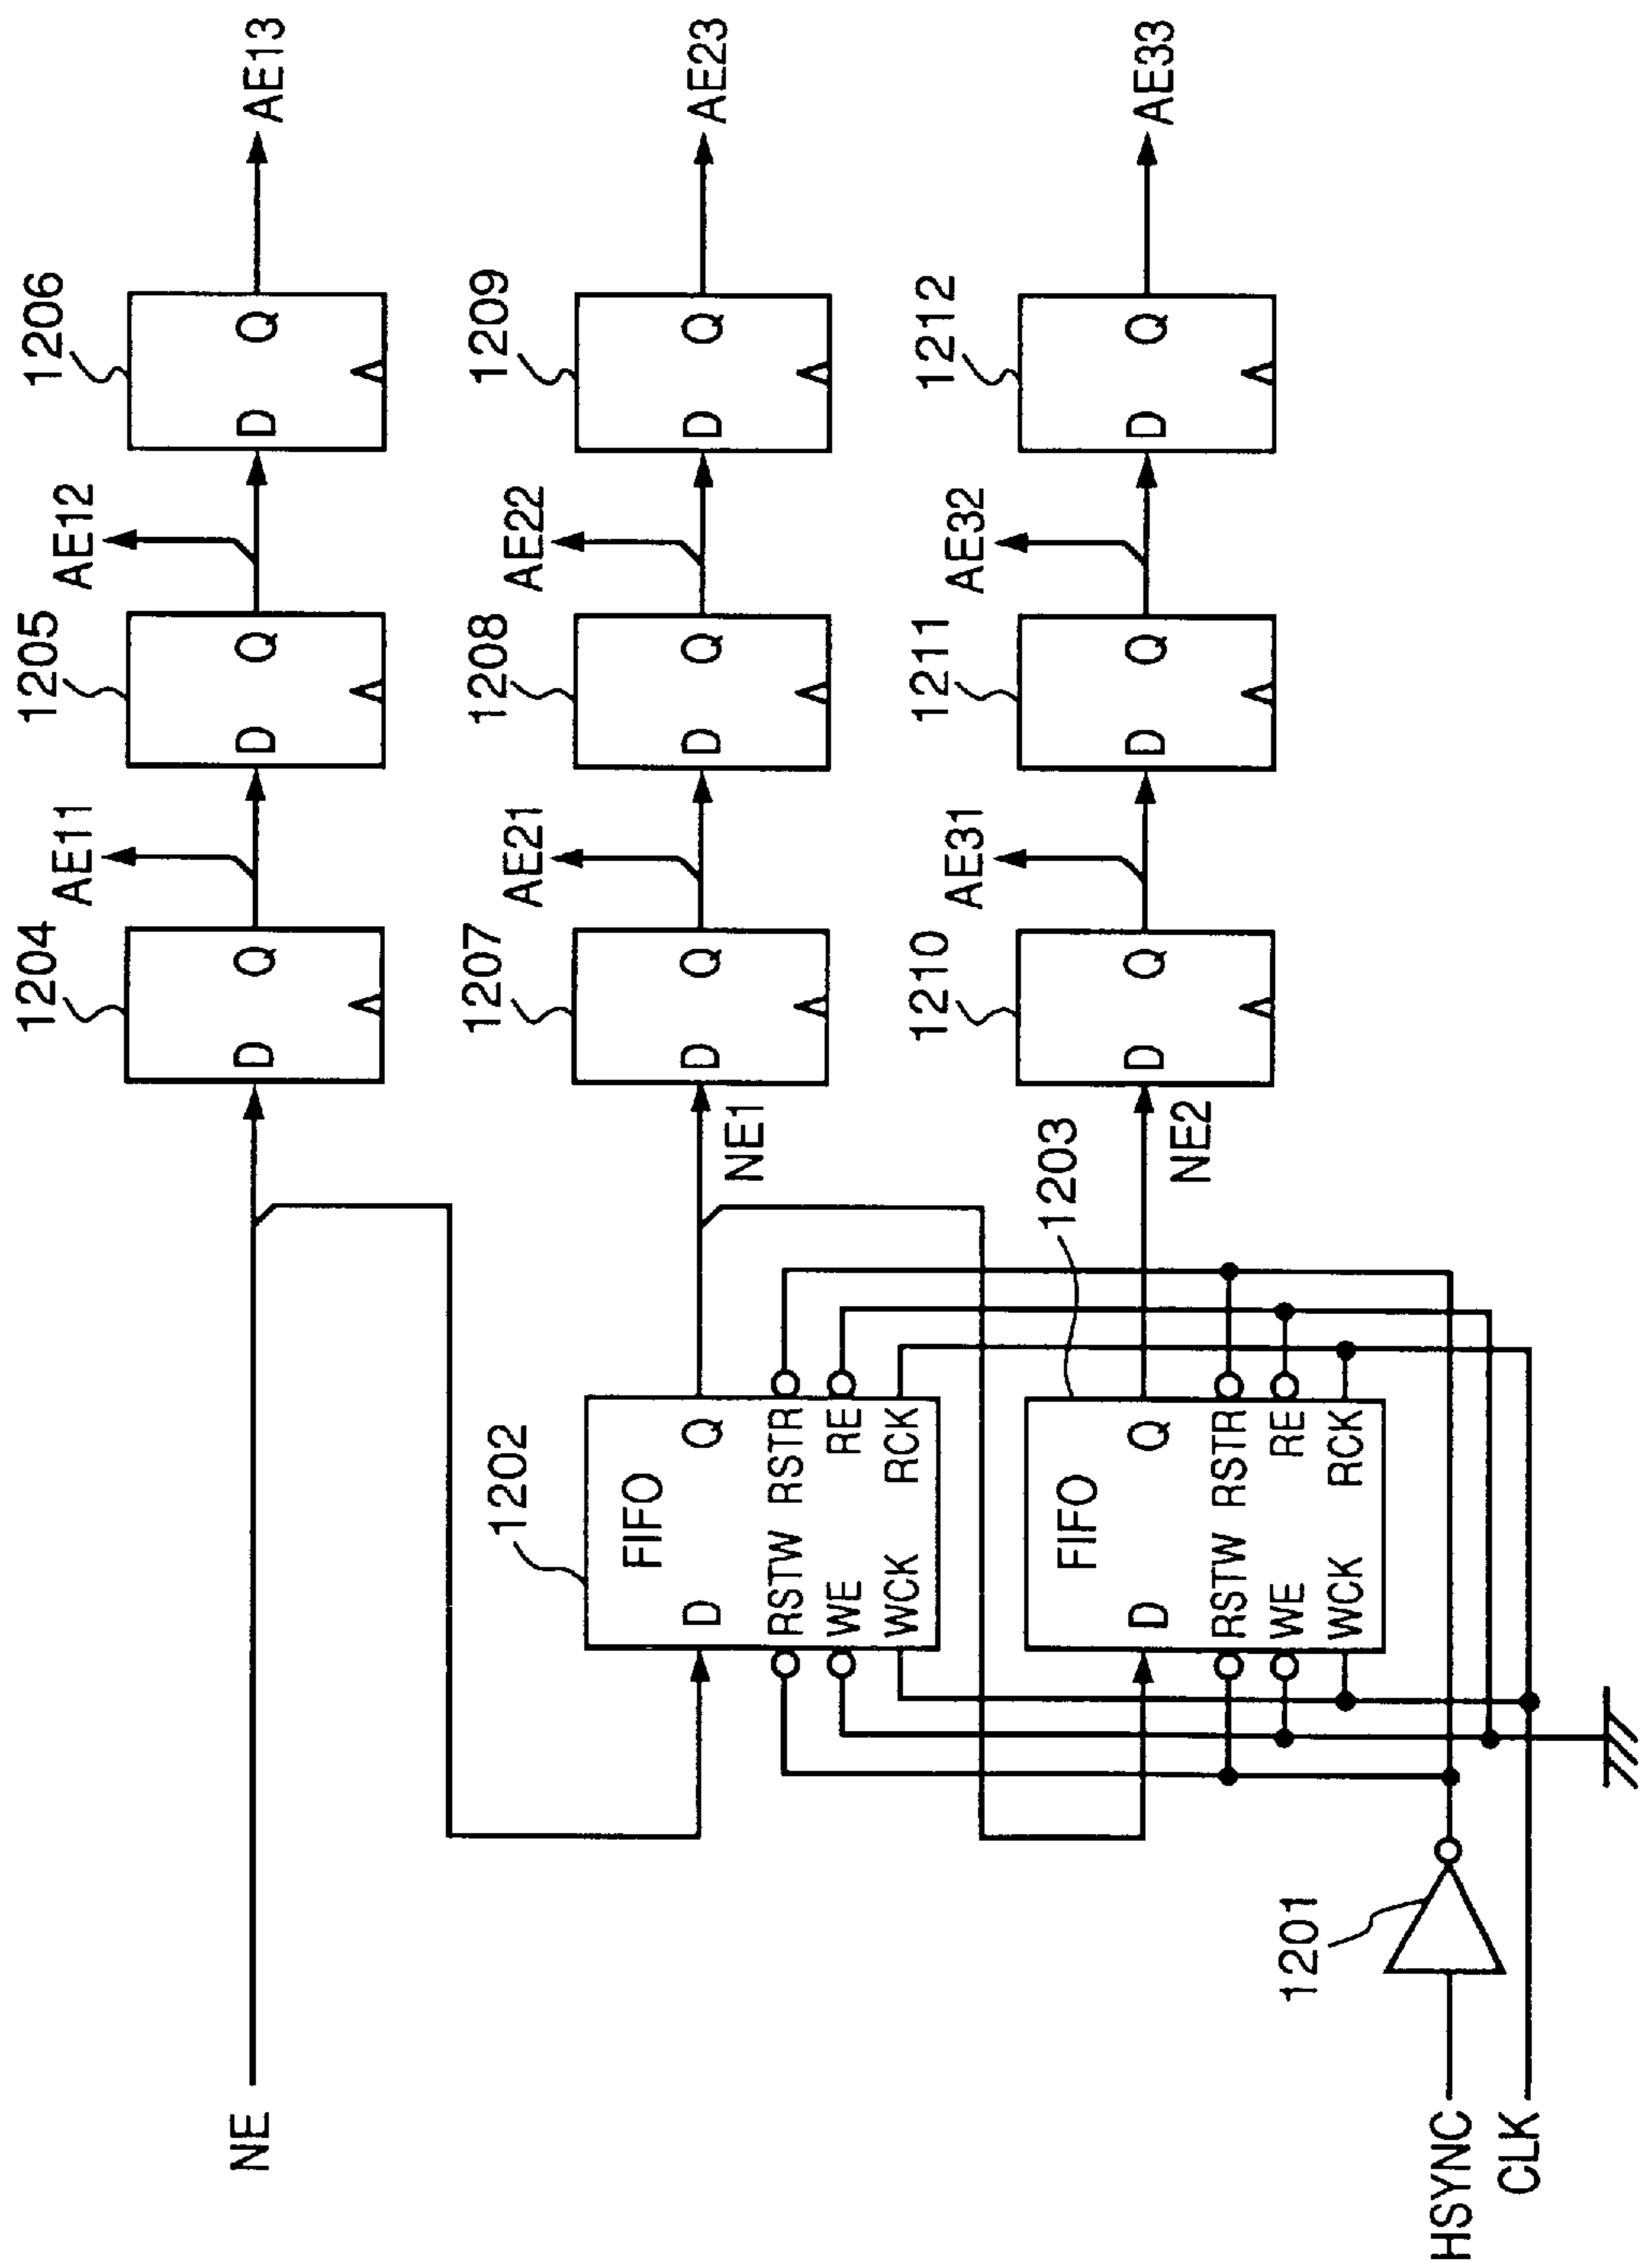 1204
1205
1206
AE11
AE12
AE13
D Q
D Q
D Q
1207
1208
1209
AE21
AE22
AE23
D Q
D Q
D Q
NE1
1210
1211
1212
AE31
AE32
AE33
D Q
D Q
D Q
NE2
NE
1202
FIFO
D Q
RSTW RSTR
WE RE
WCK RCK
1203
FIFO
D Q
RSTW RSTR
WE RE
WCK RCK
1201
HSYNC
CLK